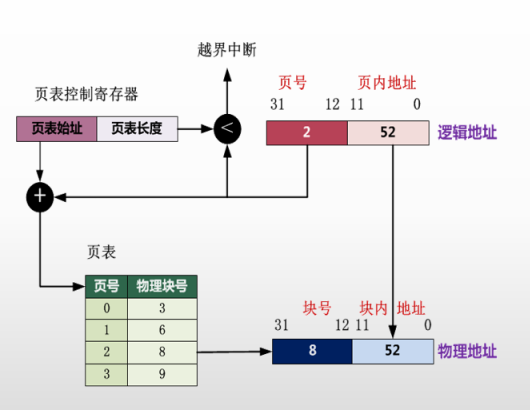 越界中断
页表控制寄存器
页表始址 页表长度
<
页号 页内地址
31 12 11 0
2 52 逻辑地址
+
页表
页号 物理块号
0 3
1 6
2 8
3 9
块号 块内 地址
31 12 11 0
8 52 物理地址